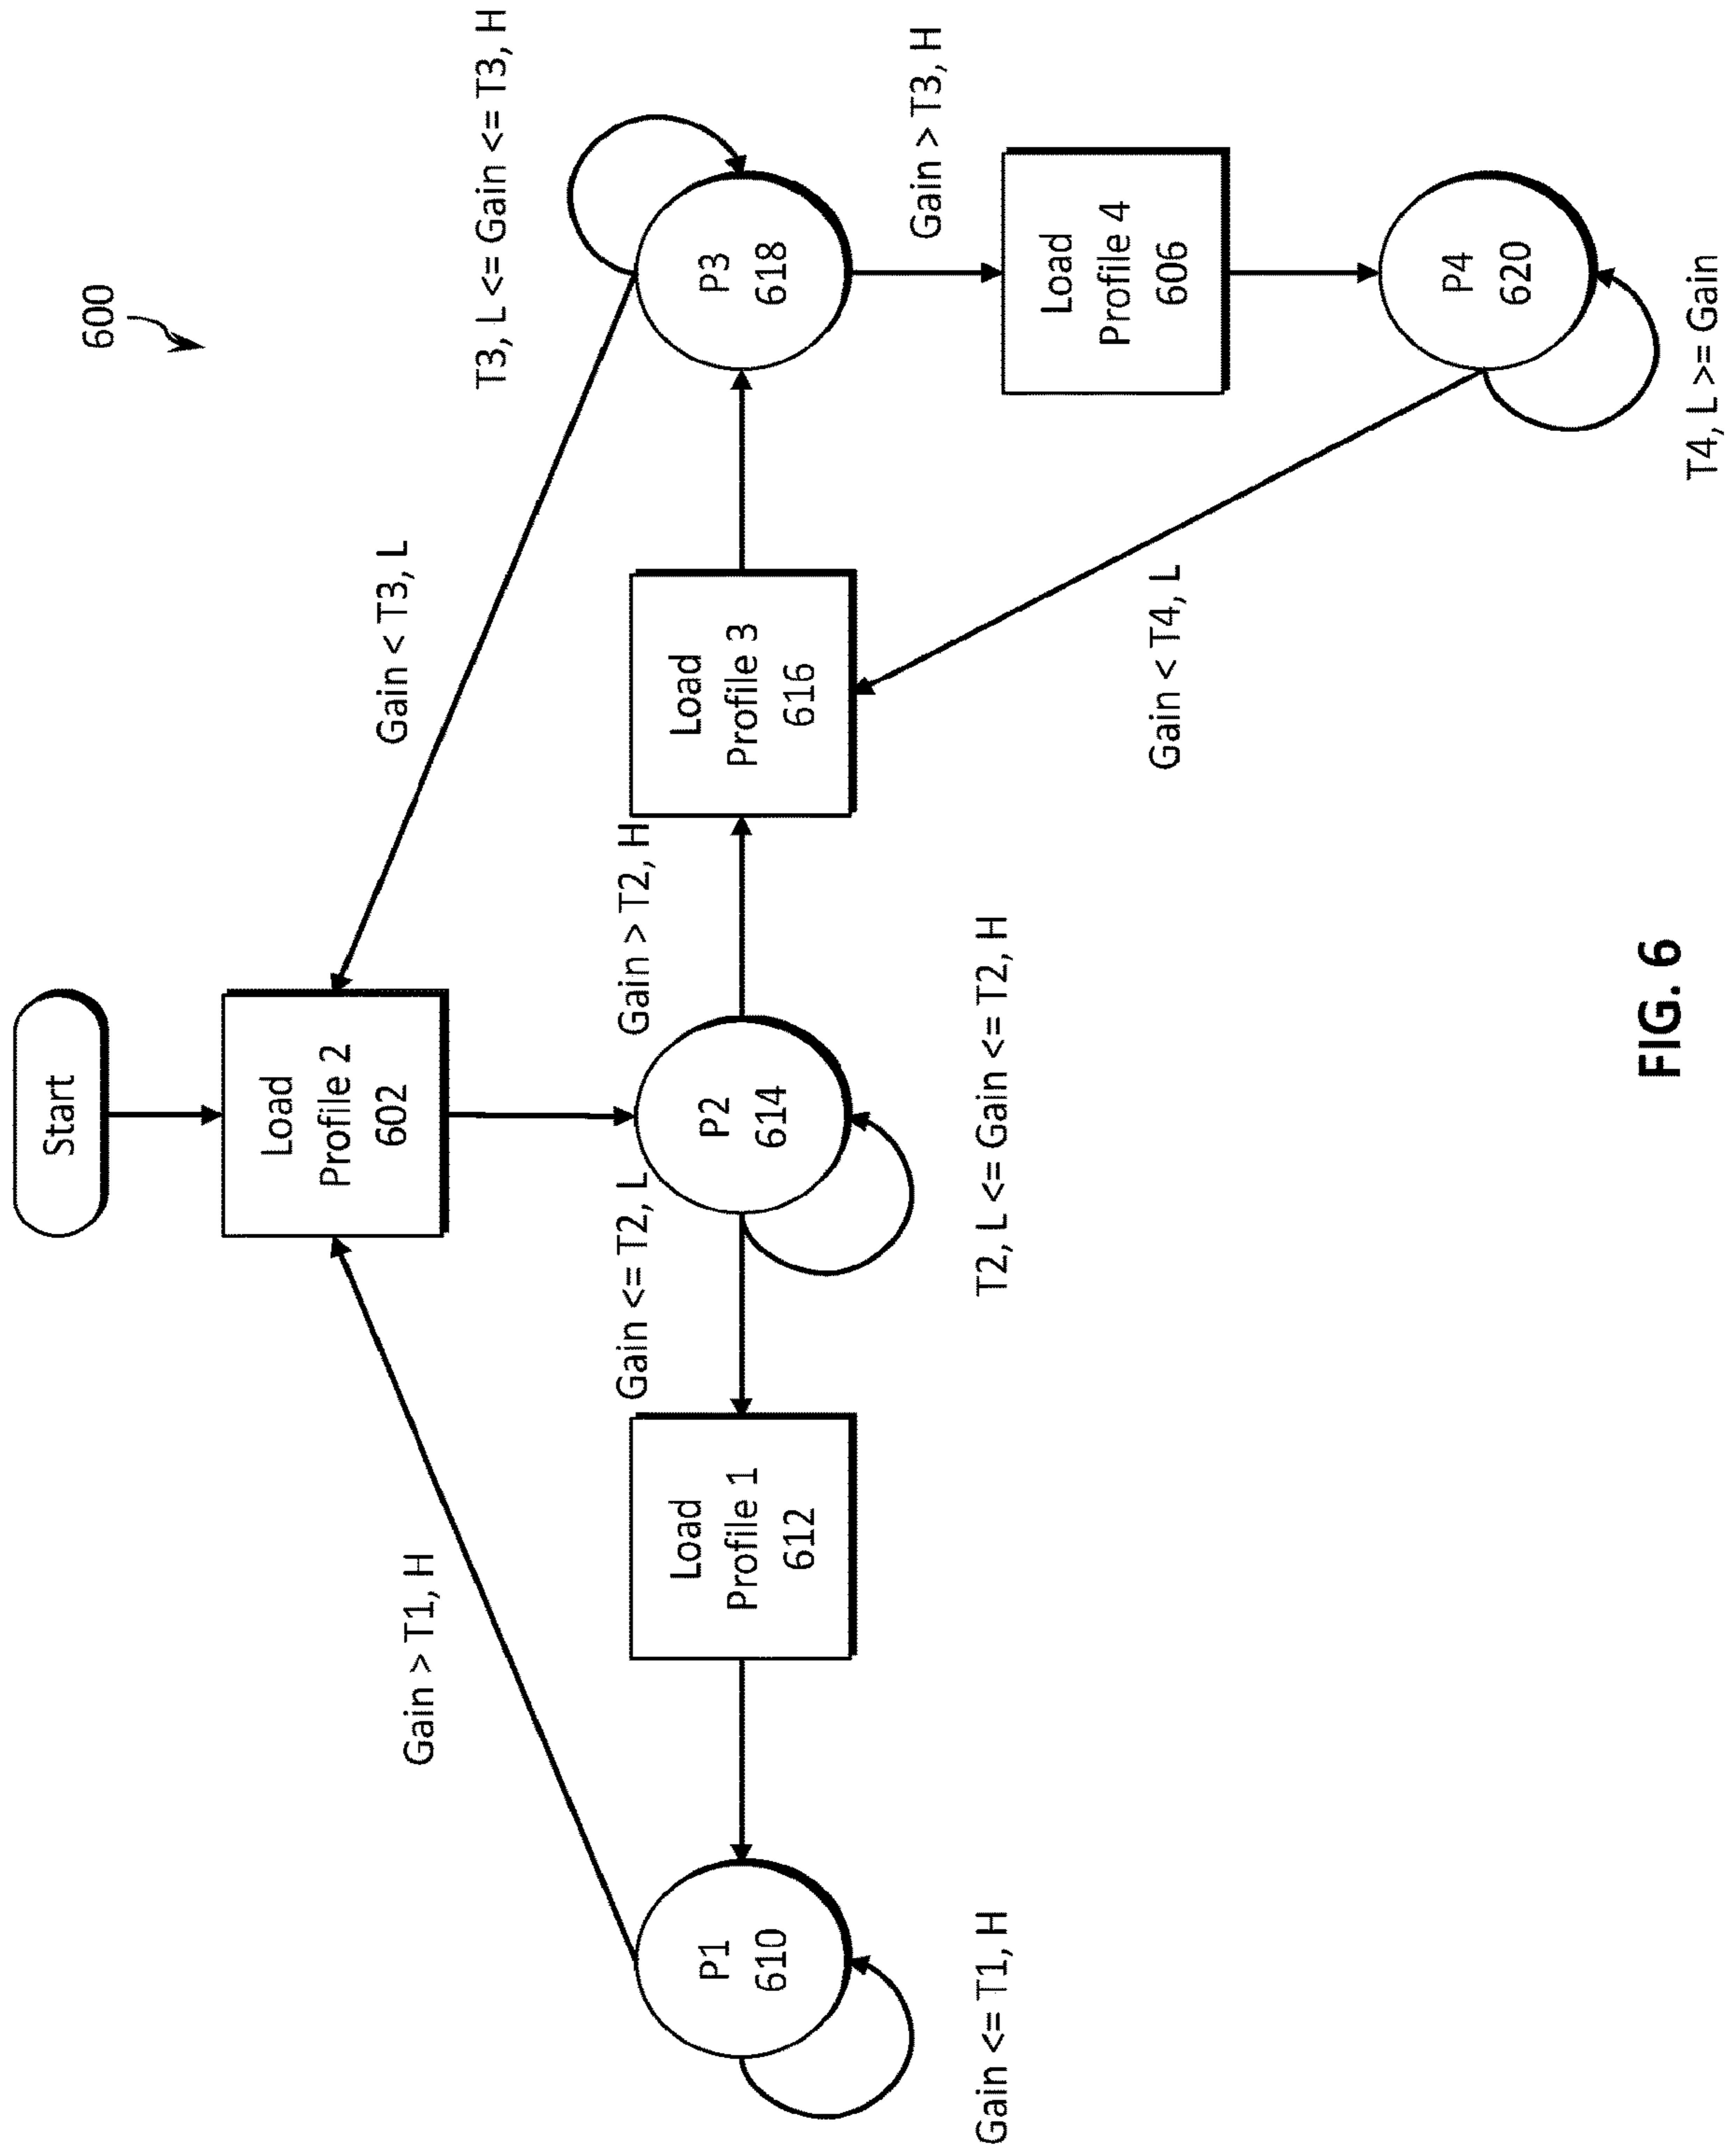 600
Start
Load
Profile 2
602
Gain > T1, H
Gain < T3, L
T3, L <= Gain <= T3, H
P1
610
Load
Profile 1
612
Gain <= T2, L
P2
614
Gain > T2, H
Load
Profile 3
616
P3
618
Gain <= T1, H
T2, L <= Gain <= T2, H
Gain < T4, L
Gain > T3, H
Load
Profile 4
606
P4
620
T4, L >= Gain
FIG. 6